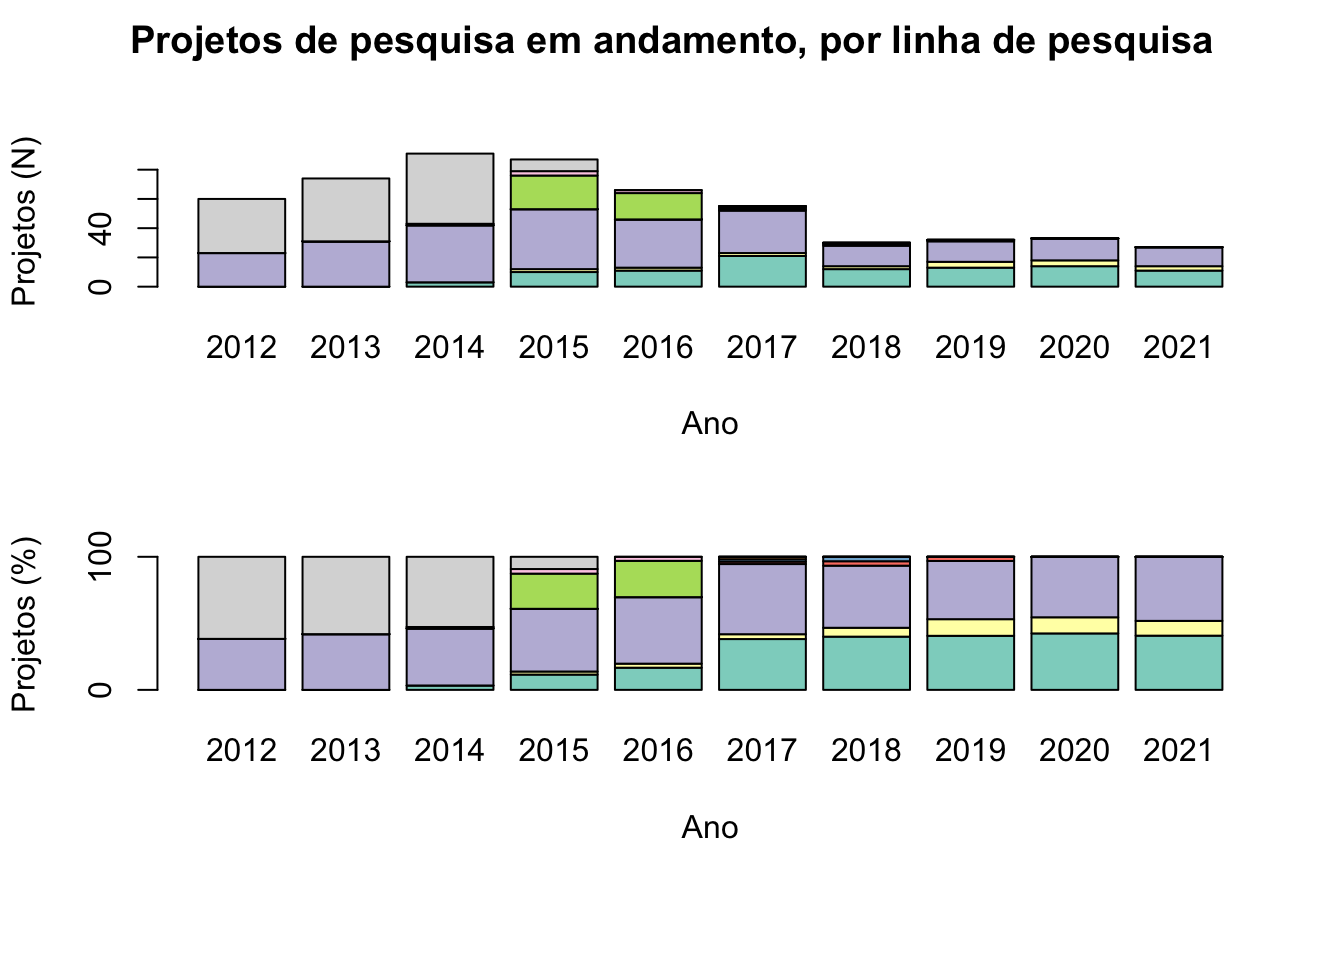 Projetos de pesquisa em andamento, por linha de pesquisa
Projetos (N)
40
0
2012 2013 2014 2015 2016 2017 2018 2019 2020 2021
Ano
Projetos (%)
100
0
2012 2013 2014 2015 2016 2017 2018 2019 2020 2021
Ano